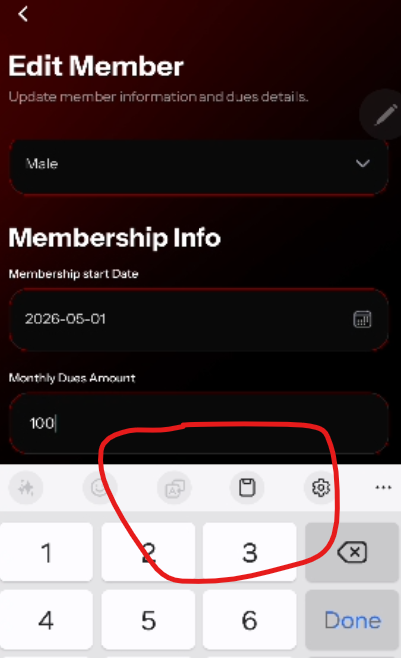 Edit Member
Update member information and dues details.
Male
Membership Info
Membership start Date
2026-05-01
Monthly Dues Amount
100
1 2 3
4 5 6 Done